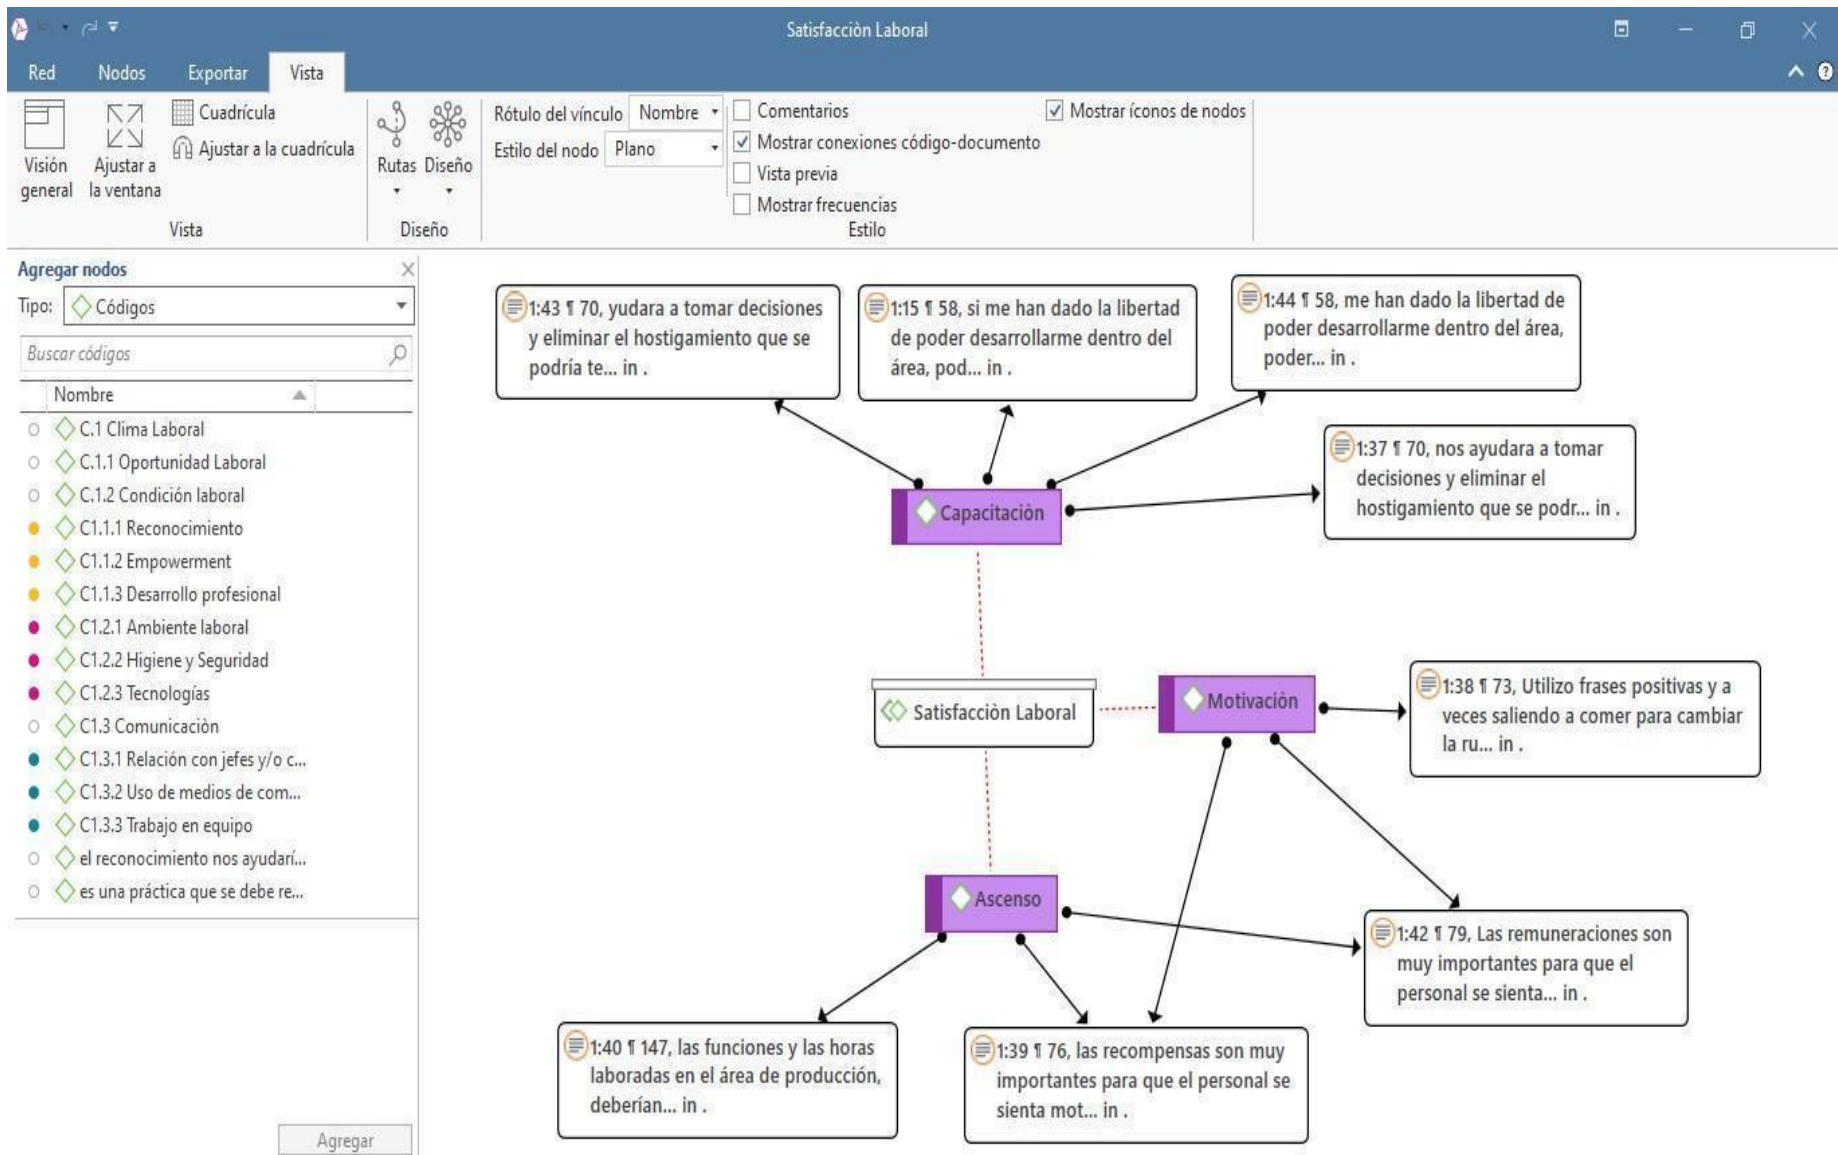 Satisfacciòn Laboral
Red
Nodos
Exportar
Vista
Visión
general
Ajustar a
la ventana
Cuadrícula
Ajustar a la cuadrícula
Vista
Rutas
Diseño
Diseño
Rótulo del vínculo
Nombre
Estilo del nodo
Plano
Comentarios
Mostrar conexiones código-documento
Vista previa
Mostrar frecuencias
Mostrar íconos de nodos
Estilo
Agregar nodos
Tipo:
Códigos
Buscar códigos
Nombre
C.1 Clima Laboral
C.1.1 Oportunidad Laboral
C.1.2 Condición laboral
C1.1.1 Reconocimiento
C1.1.2 Empowerment
C1.1.3 Desarrollo profesional
C1.2.1 Ambiente laboral
C1.2.2 Higiene y Seguridad
C1.2.3 Tecnologías
C1.3 Comunicaciòn
C1.3.1 Relación con jefes y/o c...
C1.3.2 Uso de medios de com...
C1.3.3 Trabajo en equipo
el reconocimiento nos ayudarí...
es una práctica que se debe re...
Agregar
1:43 ¶ 70, yudara a tomar decisiones
y eliminar el hostigamiento que se
podría te... in .
1:15 ¶ 58, si me han dado la libertad
de poder desarrollarme dentro del
área, pod... in .
1:44 ¶ 58, me han dado la libertad de
poder desarrollarme dentro del área,
poder... in .
1:37 ¶ 70, nos ayudara a tomar
decisiones y eliminar el
hostigamiento que se podr... in .
Capacitaciòn
Satisfacciòn Laboral
Motivaciòn
1:38 ¶ 73, Utilizo frases positivas y a
veces saliendo a comer para cambiar
la ru... in .
Ascenso
1:42 ¶ 79, Las remuneraciones son
muy importantes para que el
personal se sienta... in .
1:40 ¶ 147, las funciones y las horas
laboradas en el área de producción,
deberían... in .
1:39 ¶ 76, las recompensas son muy
importantes para que el personal se
sienta mot... in .